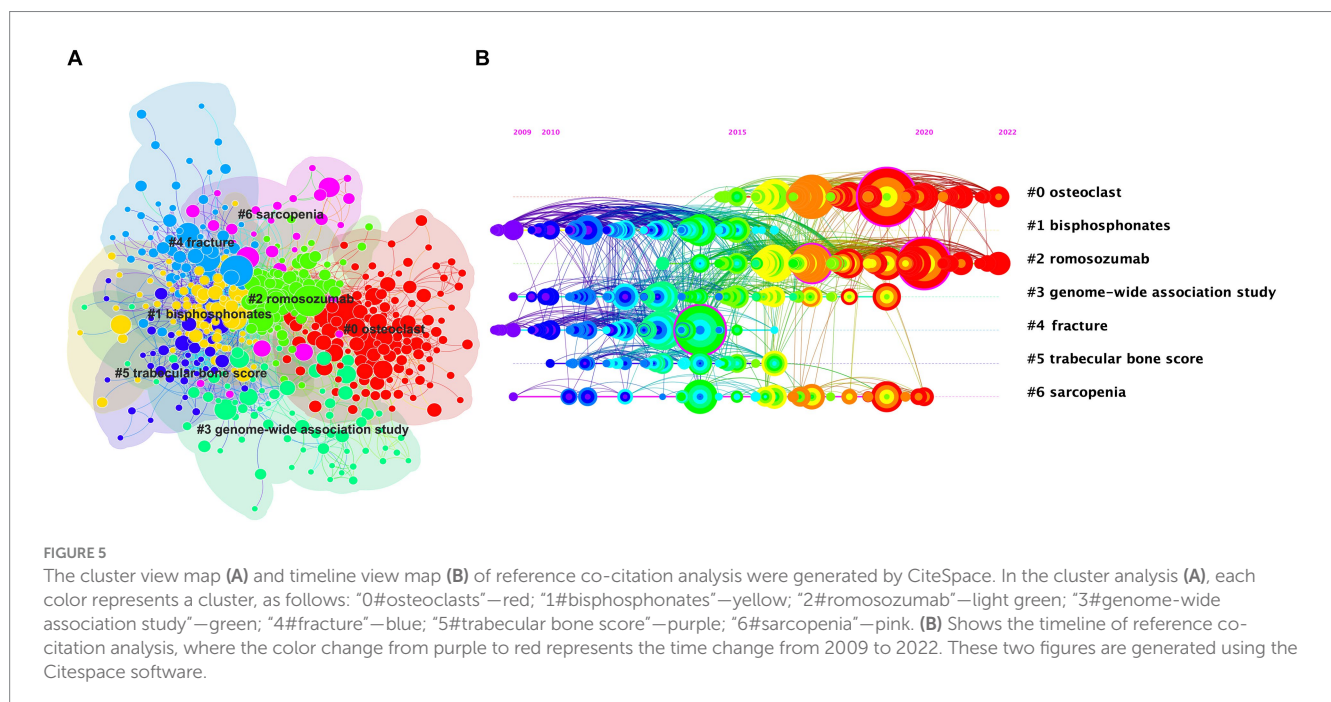 A
B
2009 2010 2015 2020 2022
#6 sarcopenia
#4 fracture
#2 romosozumab
#1 bisphosphonates
#0 osteoclast
#5 trabecular bone score
#3 genome-wide association study
#0 osteoclast
#1 bisphosphonates
#2 romosozumab
#3 genome-wide association study
#4 fracture
#5 trabecular bone score
#6 sarcopenia
FIGURE 5
The cluster view map (A) and timeline view map (B) of reference co-citation analysis were generated by CiteSpace. In the cluster analysis (A), each
color represents a cluster, as follows: “0#osteoclasts”—red; “1#bisphosphonates”—yellow; “2#romosozumab”—light green; “3#genome-wide
association study“—green; “4#fracture”—blue; “5#trabecular bone score”—purple; “6#sarcopenia”—pink. (B) Shows the timeline of reference co-
citation analysis, where the color change from purple to red represents the time change from 2009 to 2022. These two figures are generated using the
Citespace software.